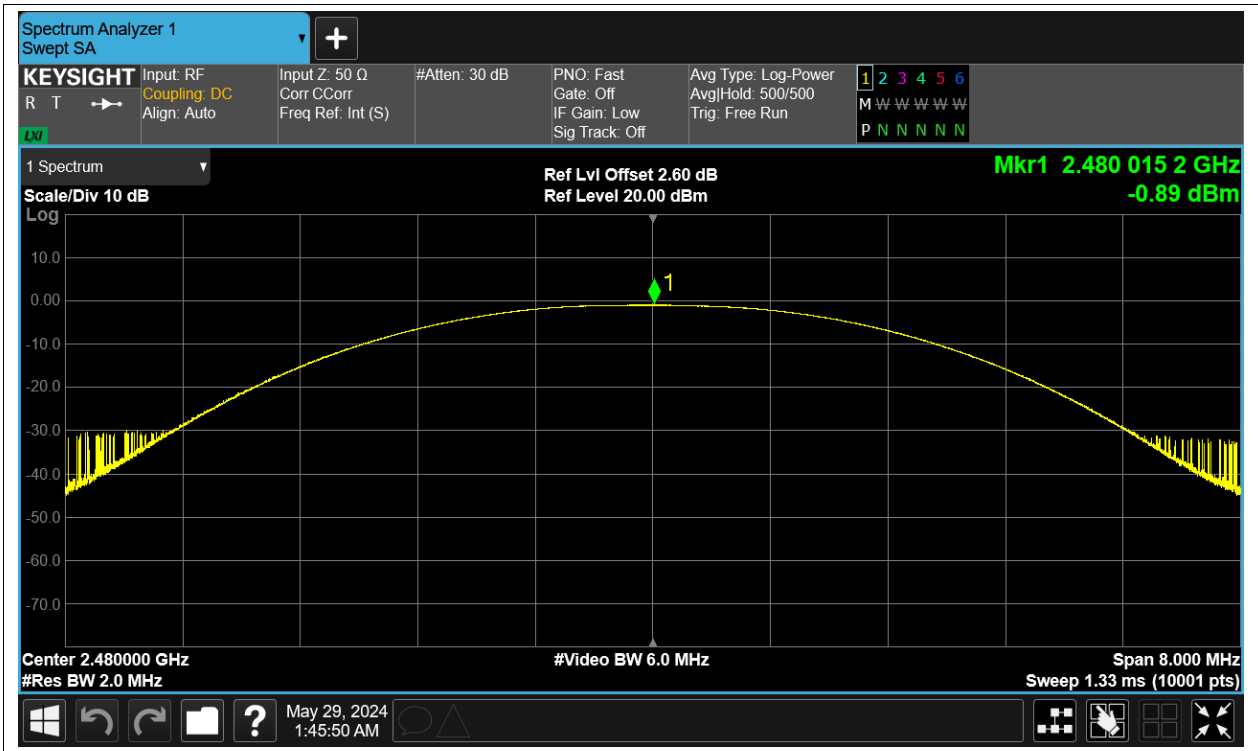 Spectrum Analyzer 1
Swept SA
KEYSIGHT
R T
LXI
Input: RF
Coupling: DC
Align: Auto
Input Z: 50 Ω
Corr CCorr
Freq Ref: Int (S)
#Atten: 30 dB
PNO: Fast
Gate: Off
IF Gain: Low
Sig Track: Off
Avg Type: Log-Power
Avg|Hold: 500/500
Trig: Free Run
1 2 3 4 5 6
M W W W W W
P N N N N N
1 Spectrum
Scale/Div 10 dB
Log
Ref Lvl Offset 2.60 dB
Ref Level 20.00 dBm
Mkr1 2.480 015 2 GHz
-0.89 dBm
1
10.0
0.00
-10.0
-20.0
-30.0
-40.0
-50.0
-60.0
-70.0
Center 2.480000 GHz
#Res BW 2.0 MHz
#Video BW 6.0 MHz
Span 8.000 MHz
Sweep 1.33 ms (10001 pts)
?
May 29, 2024
1:45:50 AM